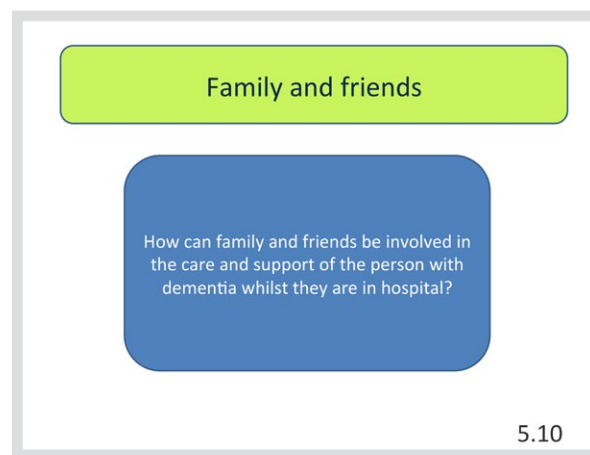 Family and friends
How can family and friends be involved in
the care and support of the person with
dementia whilst they are in hospital?
5.10